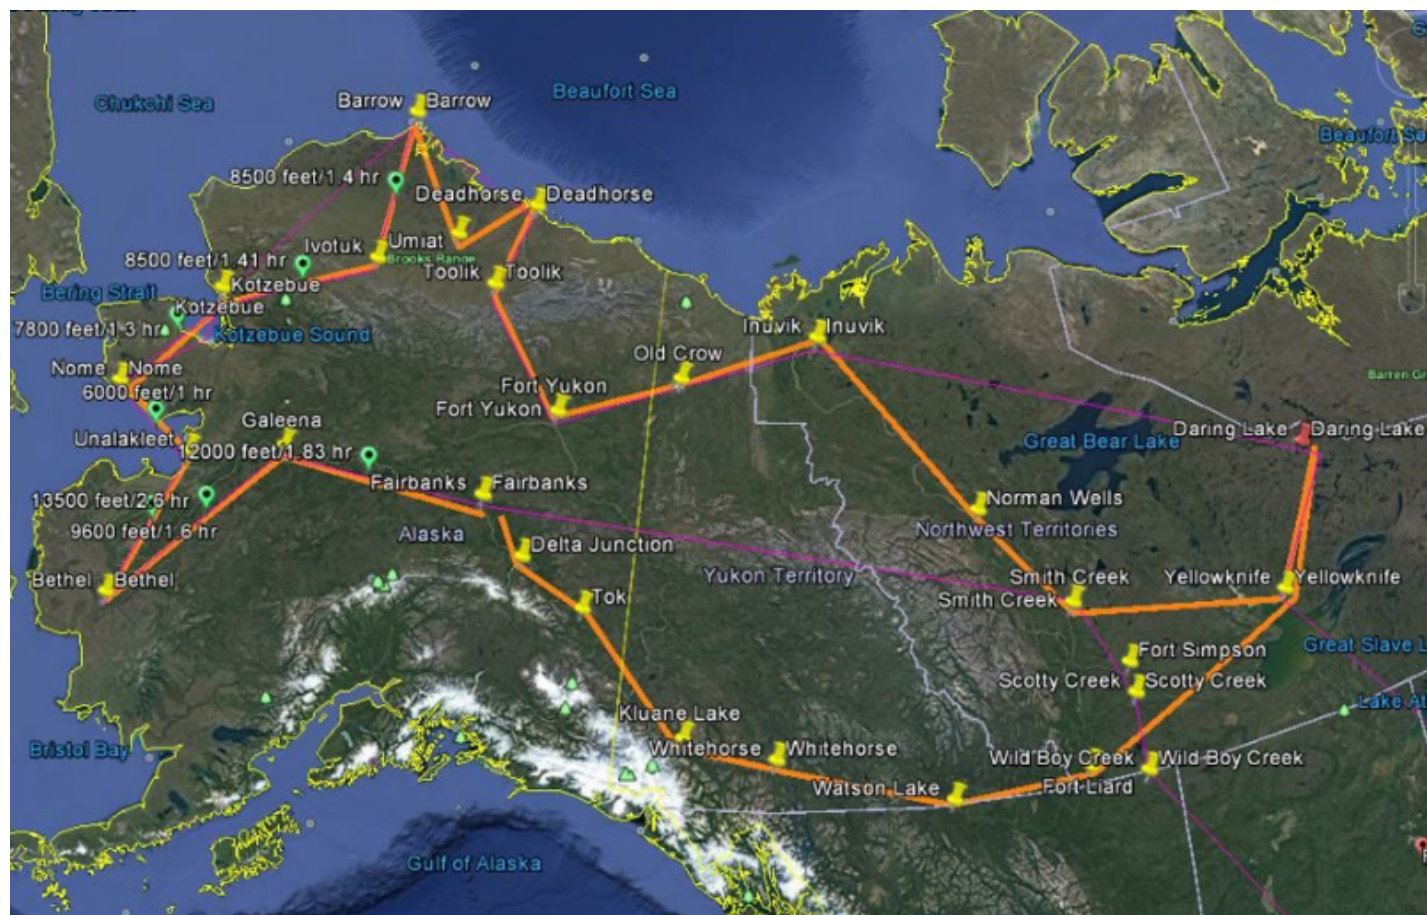 Chukchi Sea
Beaufort Sea
Barrow Barrow
Beaufort Se
8500 feet/1.4 hr
Deadhorse Deadhorse
Ivotuk
Umiat
Brooks Range
8500 feet/1.41 hr
Toolik Toolik
Kotzebue
Bering Strait
Kotzebue
7800 feet/1.3 hr
Kotzebue Sound
Inuvik Inuvik
Old Crow
Nome Nome
Barren Gr
6000 feet/1 hr
Fort Yukon
Fort Yukon
Galeena
Unalakleet
Daring Lake Daring Lake
Great Bear Lake
12000 feet/1.83 hr
Fairbanks Fairbanks
13500 feet/2.6 hr
Norman Wells
9600 feet/1.6 hr
Alaska
Northwest Territories
Delta Junction
Bethel Bethel
Yukon Territory
Smith Creek
Yellowknife Yellowknife
Tok
Smith Creek
Fort Simpson
Great Slave L
Scotty Creek Scotty Creek
Lake At
Kluane Lake
Bristol Bay
Whitehorse Whitehorse
Wild Boy Creek Wild Boy Creek
Watson Lake
Fort Liard
Gulf of Alaska